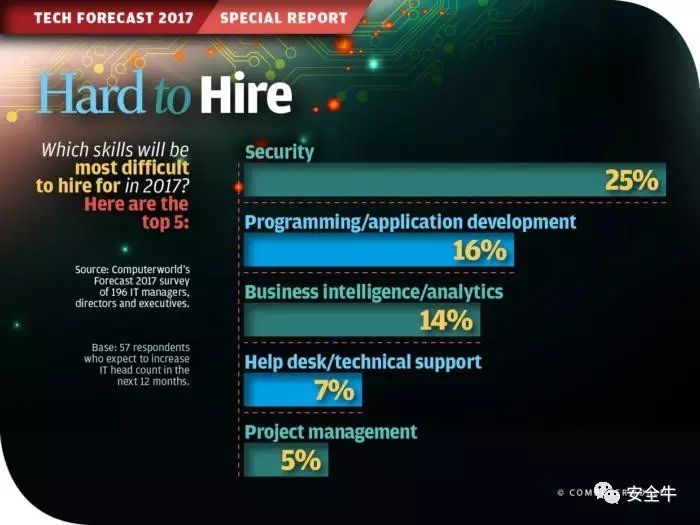 TECH FORECAST 2017 SPECIAL REPORT
Hard to Hire
Which skills will be
most difficult
to hire for in 2017?
Here are the
top 5:
Source: Computerworld's
Forecast 2017 survey
of 196 IT managers,
directors and executives.
Base: 57 respondents
who expect to increase
IT head count in the
next 12 months.
Security
25%
Programming/application development
16%
Business intelligence/analytics
14%
Help desk/technical support
7%
Project management
5%
©
安全牛